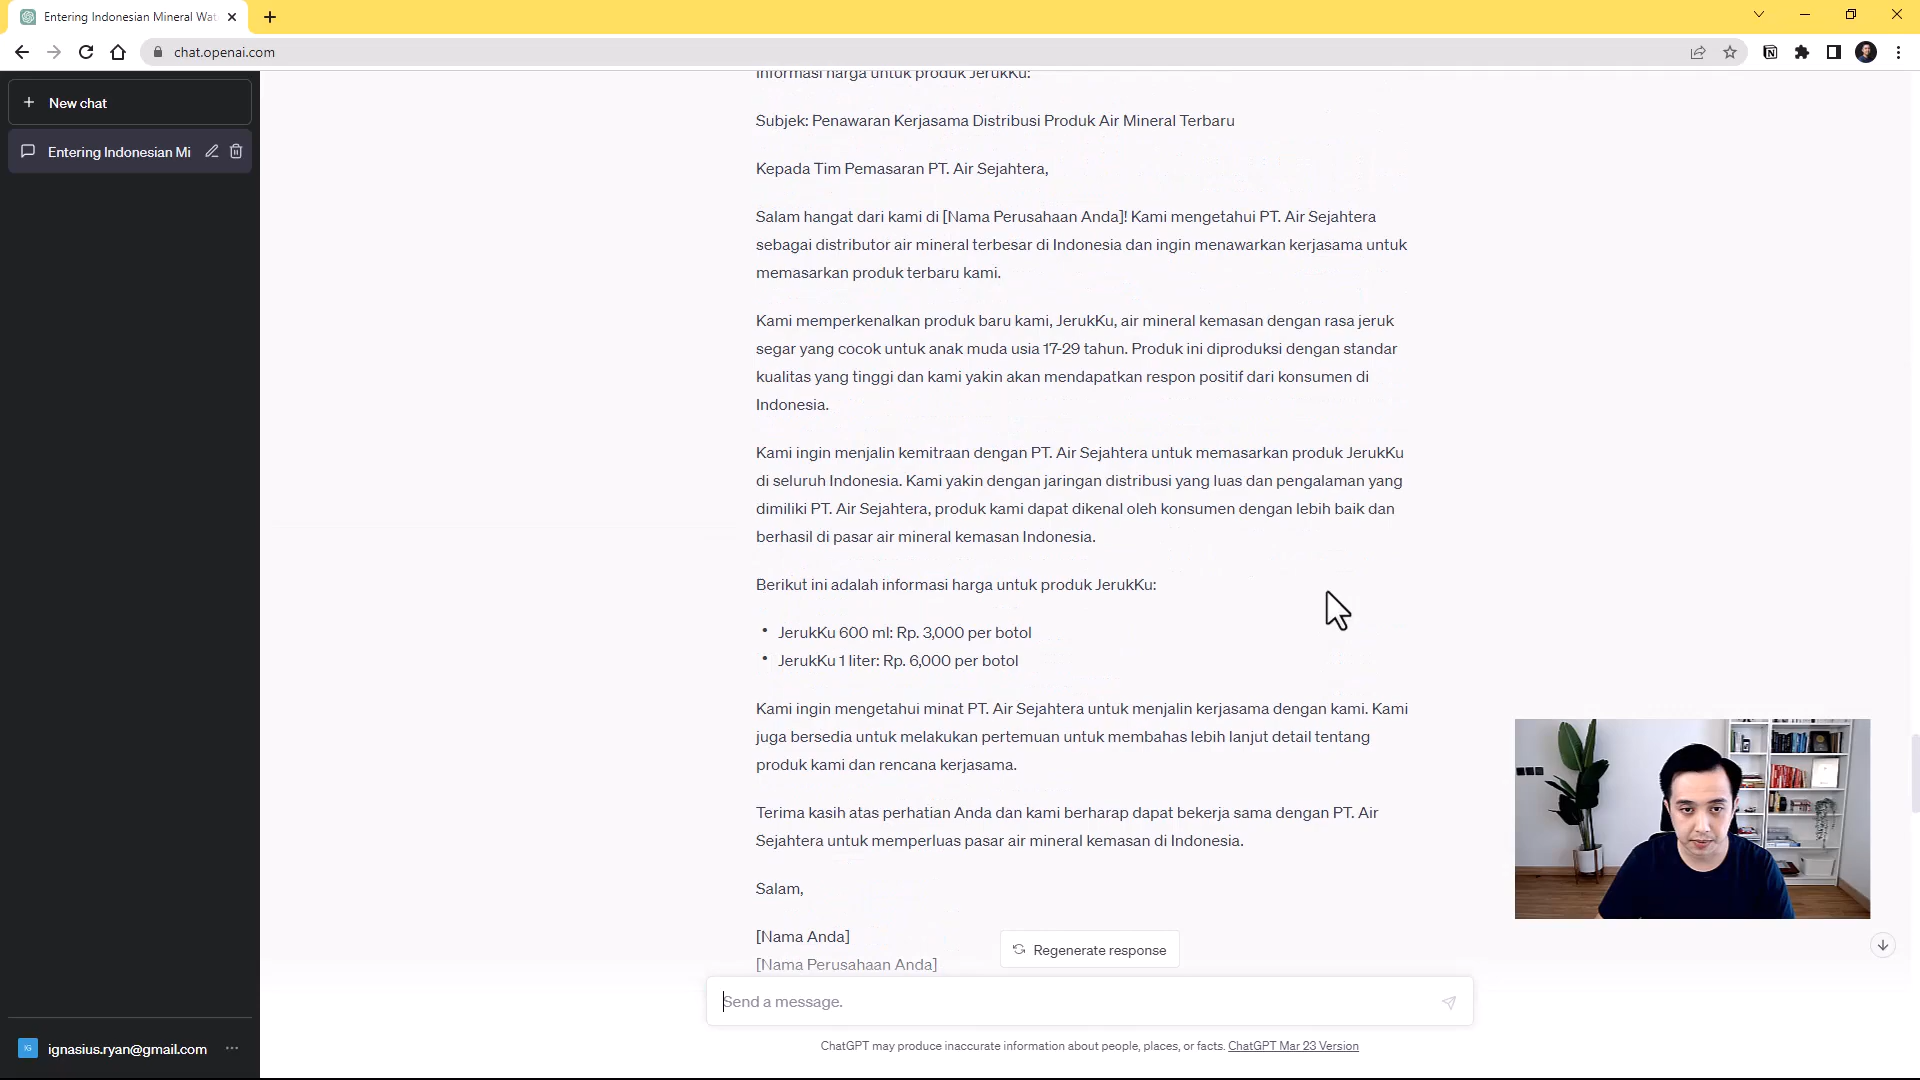 Entering Indonesian Mineral Wat
chat.openai.com
New chat
Entering Indonesian Mi
Informasi harga untuk produk JerukKu:
Subjek: Penawaran Kerjasama Distribusi Produk Air Mineral Terbaru
Kepada Tim Pemasaran PT. Air Sejahtera,
Salam hangat dari kami di [Nama Perusahaan Anda]! Kami mengetahui PT. Air Sejahtera
sebagai distributor air mineral terbesar di Indonesia dan ingin menawarkan kerjasama untuk
memasarkan produk terbaru kami.
Kami memperkenalkan produk baru kami, JerukKu, air mineral kemasan dengan rasa jeruk
segar yang cocok untuk anak muda usia 17-29 tahun. Produk ini diproduksi dengan standar
kualitas yang tinggi dan kami yakin akan mendapatkan respon positif dari konsumen di
Indonesia.
Kami ingin menjalin kemitraan dengan PT. Air Sejahtera untuk memasarkan produk JerukKu
di seluruh Indonesia. Kami yakin dengan jaringan distribusi yang luas dan pengalaman yang
dimiliki PT. Air Sejahtera, produk kami dapat dikenal oleh konsumen dengan lebih baik dan
berhasil di pasar air mineral kemasan Indonesia.
Berikut ini adalah informasi harga untuk produk JerukKu:
• JerukKu 600 ml: Rp. 3,000 per botol
• JerukKu 1 liter: Rp. 6,000 per botol
Kami ingin mengetahui minat PT. Air Sejahtera untuk menjalin kerjasama dengan kami. Kami
juga bersedia untuk melakukan pertemuan untuk membahas lebih lanjut detail tentang
produk kami dan rencana kerjasama.
Terima kasih atas perhatian Anda dan kami berharap dapat bekerja sama dengan PT. Air
Sejahtera untuk memperluas pasar air mineral kemasan di Indonesia.
Salam,
[Nama Anda]
[Nama Perusahaan Anda]
Regenerate response
Send a message.
IG ignasius.ryan@gmail.com
ChatGPT may produce inaccurate information about people, places, or facts. ChatGPT Mar 23 Version